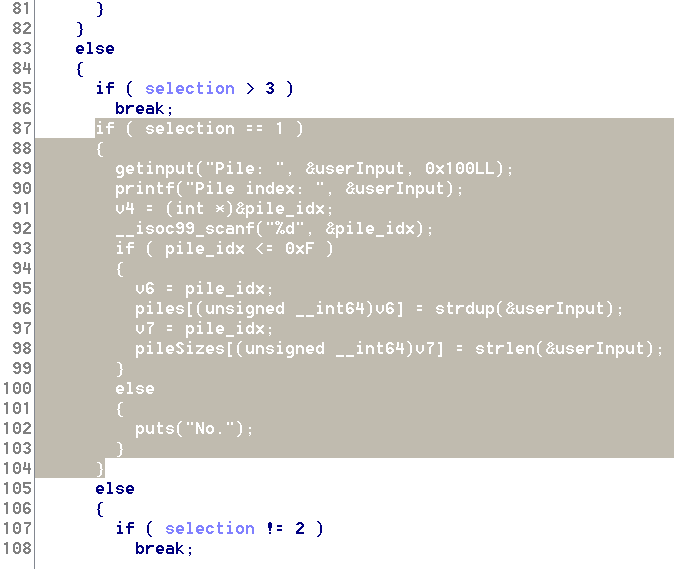 81 }
82 }
83 else
84 {
85 if ( selection > 3 )
86 break;
87 if ( selection == 1 )
88 {
89 getinput("Pile: ", &userInput, 0x100LL);
90 printf("Pile index: ", &userInput);
91 v4 = (int *)&pile_idx;
92 __isoc99_scanf("%d", &pile_idx);
93 if ( pile_idx <= 0xF )
94 {
95 v6 = pile_idx;
96 piles[(unsigned __int64)v6] = strdup(&userInput);
97 v7 = pile_idx;
98 pileSizes[(unsigned __int64)v7] = strlen(&userInput);
99 }
100 else
101 {
102 puts("No.");
103 }
104 }
105 else
106 {
107 if ( selection != 2 )
108 break;